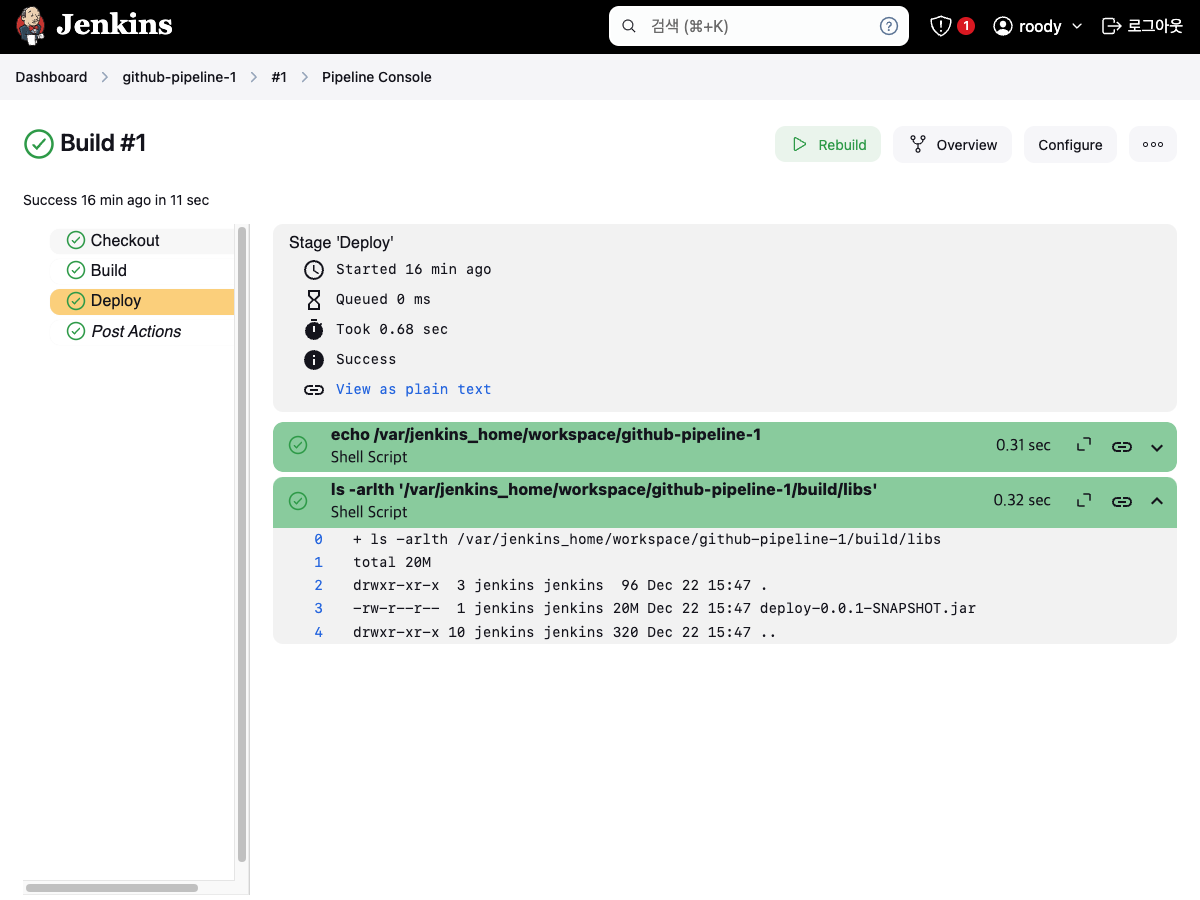 Jenkins
검색 (⌘+K)
?
1
roody
로그아웃
Dashboard > github-pipeline-1 > #1 > Pipeline Console
Build #1
Rebuild
Overview
Configure
Success 16 min ago in 11 sec
Checkout
Build
Deploy
Post Actions
Stage 'Deploy'
Started 16 min ago
Queued 0 ms
Took 0.68 sec
Success
View as plain text
echo /var/jenkins_home/workspace/github-pipeline-1
Shell Script
0.31 sec
ls -arlth '/var/jenkins_home/workspace/github-pipeline-1/build/libs'
Shell Script
0.32 sec
0 + ls -arlth /var/jenkins_home/workspace/github-pipeline-1/build/libs
1 total 20M
2 drwxr-xr-x  3 jenkins jenkins  96 Dec 22 15:47 .
3 -rw-r--r--  1 jenkins jenkins 20M Dec 22 15:47 deploy-0.0.1-SNAPSHOT.jar
4 drwxr-xr-x 10 jenkins jenkins 320 Dec 22 15:47 ..